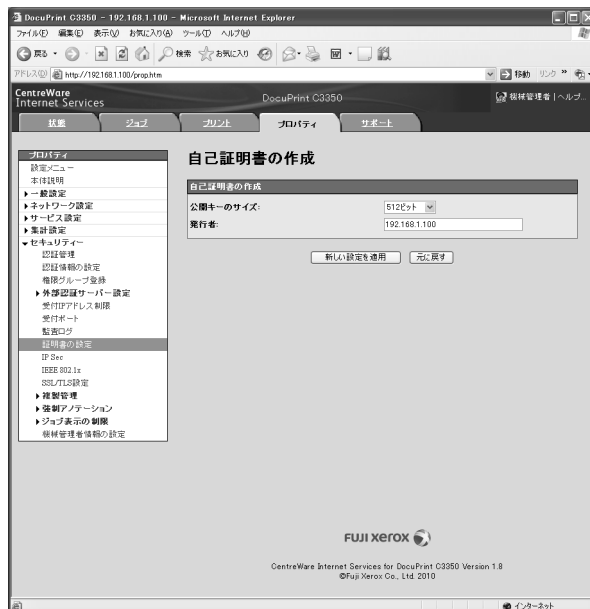 DocuPrint C3350 - 192.168.1.100 - Microsoft Internet Explorer
ファイル(F) 編集(E) 表示(V) お気に入り(A) ツール(T) ヘルプ(H)
戻る 検索 お気に入り
アドレス(D) http://192.168.1.100/prop.htm 移動 リンク »
CentreWare
Internet Services
DocuPrint C3350
機械管理者 | ヘルプ...
状態 ジョブ プリント プロパティ サポート
プロパティ
設定メニュー
本体説明
一般設定
ネットワーク設定
サービス設定
集計設定
セキュリティー
認証管理
認証情報の設定
権限グループ登録
外部認証サーバー設定
受付IPアドレス制限
受付ポート
監査ログ
証明書の設定
IP Sec
IEEE 802.1x
SSL/TLS設定
複製管理
強制アノテーション
ジョブ表示の制限
機械管理者情報の設定
自己証明書の作成
自己証明書の作成
公開キーのサイズ: 512ビット
発行者: 192.168.1.100
新しい設定を適用 元に戻す
FUJI XEROX
CentreWare Internet Services for DocuPrint C3350 Version 1.8
©Fuji Xerox Co., Ltd. 2010
インターネット